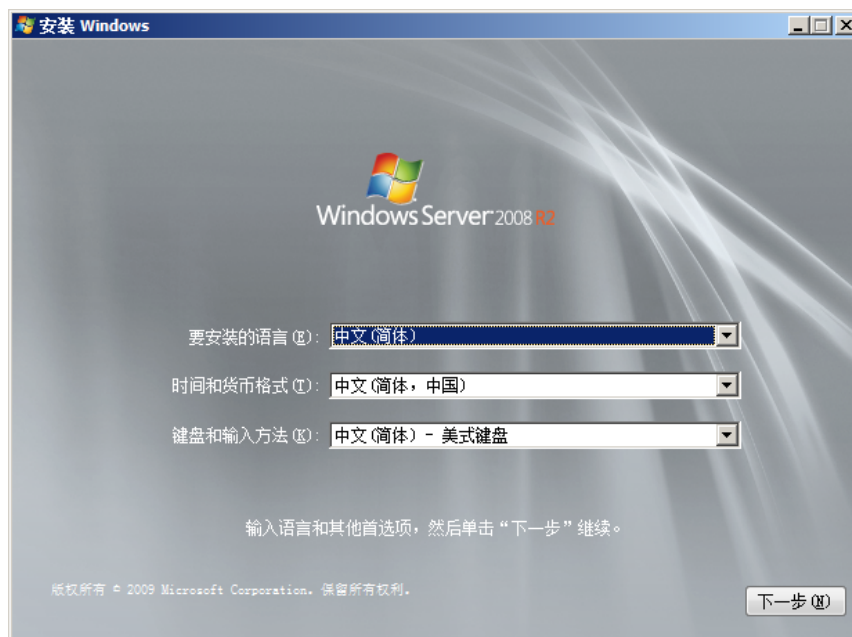 安装 Windows
Windows Server 2008 R2
要安装的语言(E): 中文(简体)
时间和货币格式(T): 中文(简体，中国)
键盘和输入方法(K): 中文(简体) - 美式键盘
输入语言和其他首选项，然后单击“下一步”继续。
版权所有 © 2009 Microsoft Corporation。保留所有权利。
下一步(N)